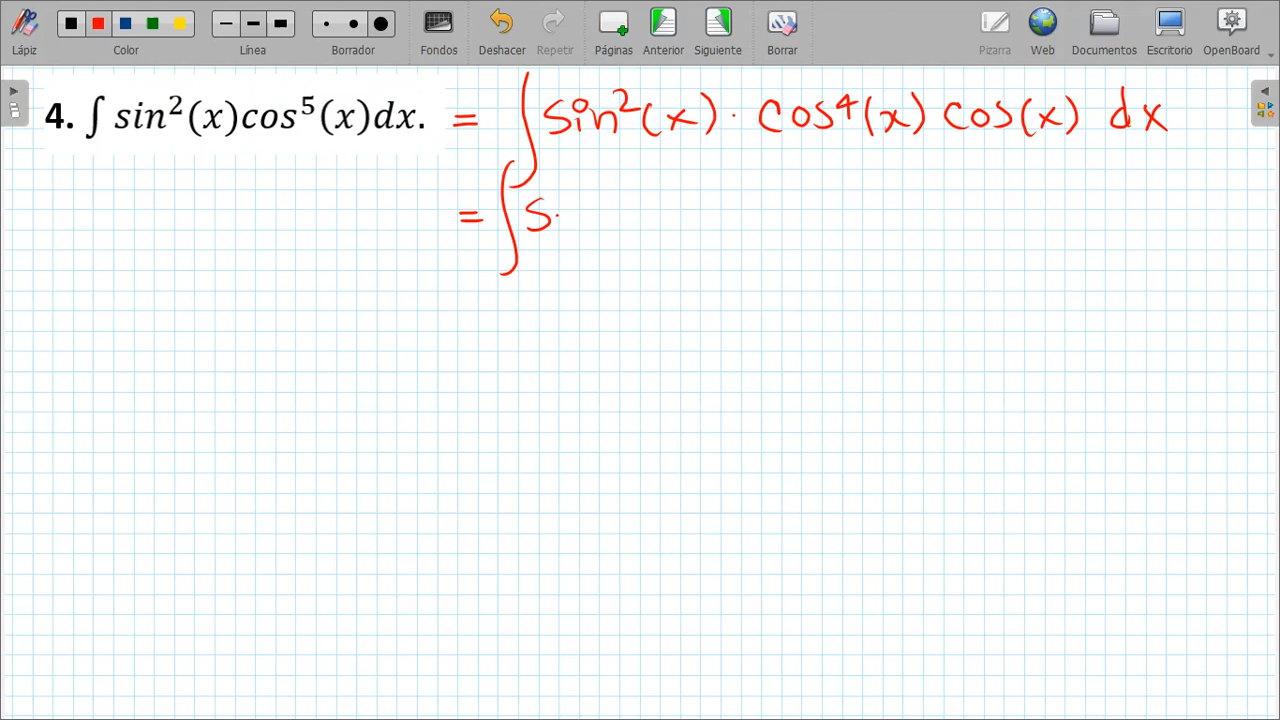 Lápiz Color Línea Borrador Fondos Deshacer Repetir Páginas Anterior Siguiente Borrar Pizarra Web Documentos Escritorio OpenBoard
4. ∫ sin²(x)cos⁵(x)dx. = ∫ sin²(x) · cos⁴(x) cos(x) dx
= ∫ s